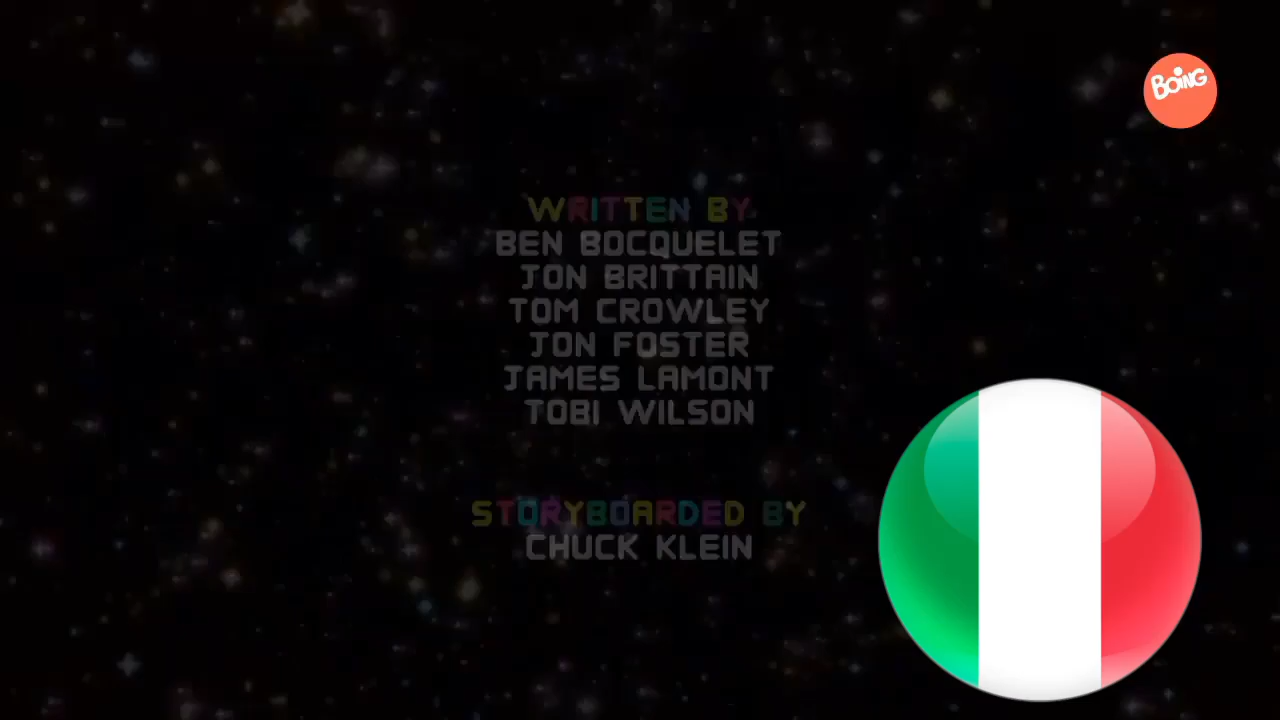 BOING
WRITTEN BY
BEN BOCQUELET
JON BRITTAIN
TOM CROWLEY
JON FOSTER
JAMES LAMONT
TOBI WILSON
STORYBOARDED BY
CHUCK KLEIN